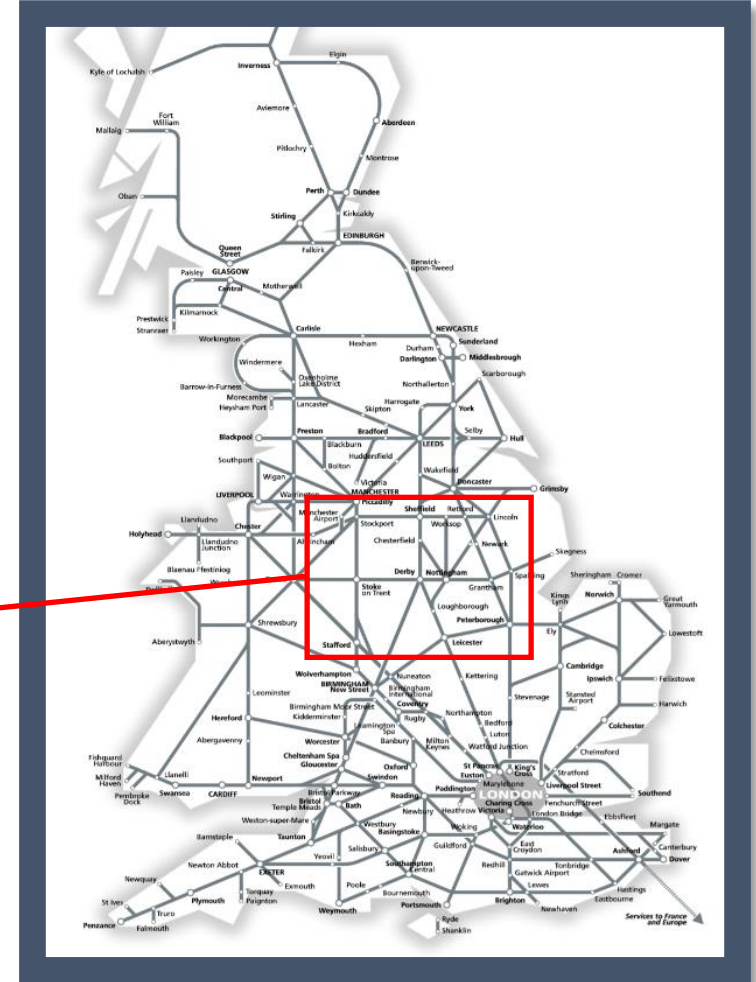 Elgin
Inverness
Kyle of Lochalsh
Aviemore
Fort
William
Aberdeen
Mallaig
Pitlochry
Montrose
Perth
Dundee
Oban
Stirling
Kirkcaldy
EDINBURGH
Queen
Street
Falkirk
Berwick-
upon-Tweed
Paisley
GLASGOW
Central
Motherwell
Kilmarnock
Prestwick
Stranraer
Carlisle
NEWCASTLE
Workington
Hexham
Sunderland
Durham
Darlington
Middlesbrough
Windermere
Oxenholme
Lake District
Scarborough
Barrow-in-Furness
Northallerton
Morecambe
Heysham Port
Lancaster
Harrogate
Skipton
York
Blackpool
Preston
Bradford
Selby
Blackburn
LEEDS
Hull
Southport
Huddersfield
Bolton
Wakefield
Wigan
Victoria
Doncaster
MANCHESTER
Grimsby
LIVERPOOL
Warrington
Piccadilly
Sheffield
Retford
Llandudno
Manchester
Airport
Stockport
Worksop
Lincoln
Chester
Holyhead
Llandudno
Junction
Altrincham
Chesterfield
Newark
Skegness
Blaenau Ffestiniog
Derby
Nottingham
Spalding
Sheringham
Cromer
Stoke
on Trent
Grantham
Kings
Lynn
Norwich
Great
Yarmouth
Loughborough
Shrewsbury
Peterborough
Aberystwyth
Stafford
Leicester
Ely
Lowestoft
Wolverhampton
Cambridge
BIRMINGHAM
New Street
Nuneaton
Kettering
Ipswich
Felixstowe
Birmingham
International
Leominster
Birmingham Moor Street
Coventry
Stevenage
Stansted
Airport
Harwich
Hereford
Kidderminster
Rugby
Northampton
Leamington
Spa
Bedford
Colchester
Abergavenny
Worcester
Banbury
Milton
Keynes
Luton
Cheltenham Spa
Watford Junction
Chelmsford
Fishguard
Harbour
Gloucester
Oxford
St Pancras
King's
Cross
Euston
Stratford
Milford
Haven
Llanelli
Newport
Swindon
Marylebone
Liverpool Street
Pembroke
Dock
Swansea
CARDIFF
Bristol Parkway
Reading
Paddington
LONDON
Southend
Bristol
Temple Meads
Bath
Newbury
Heathrow
Victoria
Charing Cross
Fenchurch Street
London Bridge
Ebbsfleet
Weston-super-Mare
Westbury
Basingstoke
Woking
Waterloo
Margate
Barnstaple
Taunton
Salisbury
Guildford
East
Croydon
Canterbury
Yeovil
Ashford
Dover
Newton Abbot
Southampton
Central
Redhill
Tonbridge
EXETER
Gatwick Airport
Newquay
Exmouth
Poole
Lewes
Hastings
Plymouth
Torquay
Paignton
Bournemouth
Eastbourne
St Ives
Weymouth
Portsmouth
Brighton
Newhaven
Truro
Penzance
Falmouth
Ryde
Shanklin
Services to France
and Europe